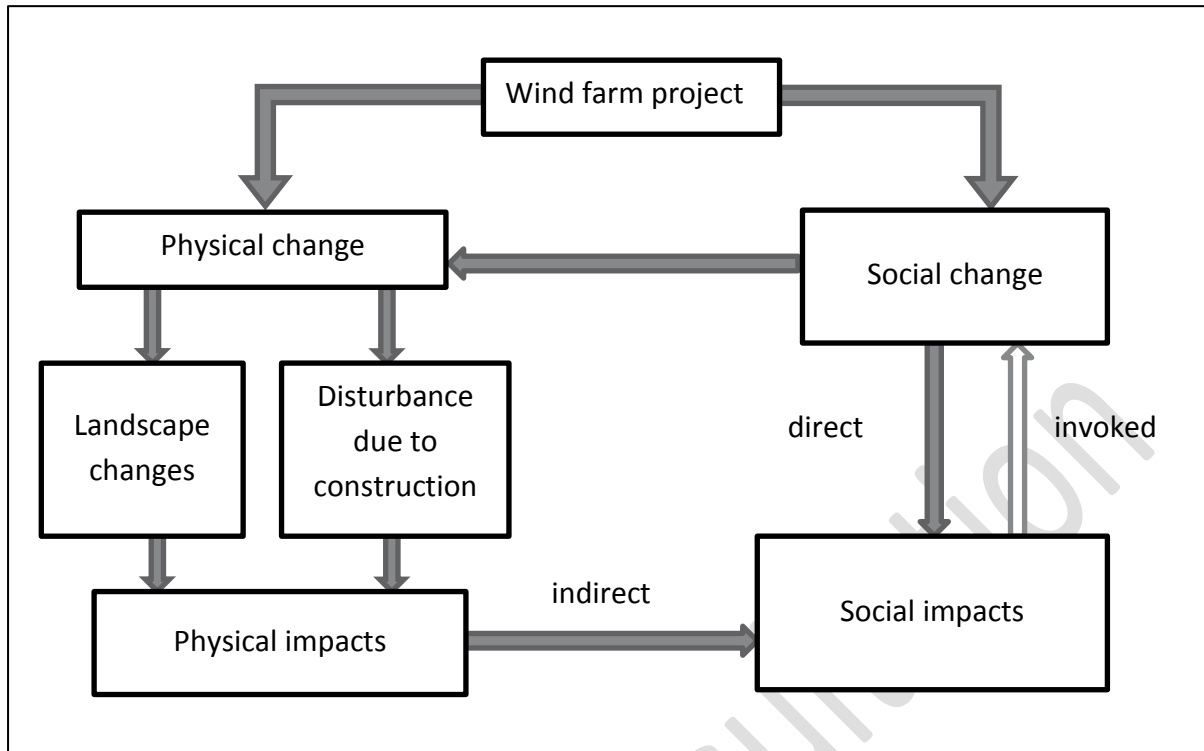 Wind farm project
Physical change
Social change
Landscape
changes
Disturbance
due to
construction
direct
invoked
indirect
Physical impacts
Social impacts